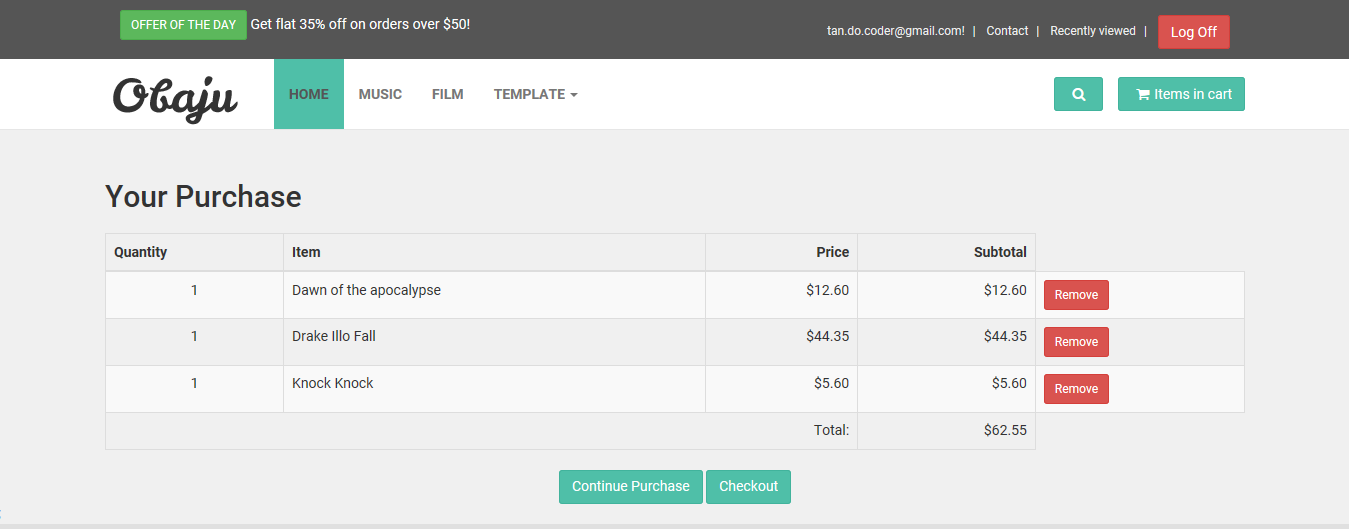 OFFER OF THE DAY Get flat 35% off on orders over $50!
tan.do.coder@gmail.com! | Contact | Recently viewed | Log Off
Obaju HOME MUSIC FILM TEMPLATE Items in cart
Your Purchase
Quantity Item Price Subtotal
1 Dawn of the apocalypse $12.60 $12.60 Remove
1 Drake Illo Fall $44.35 $44.35 Remove
1 Knock Knock $5.60 $5.60 Remove
Total: $62.55
Continue Purchase Checkout